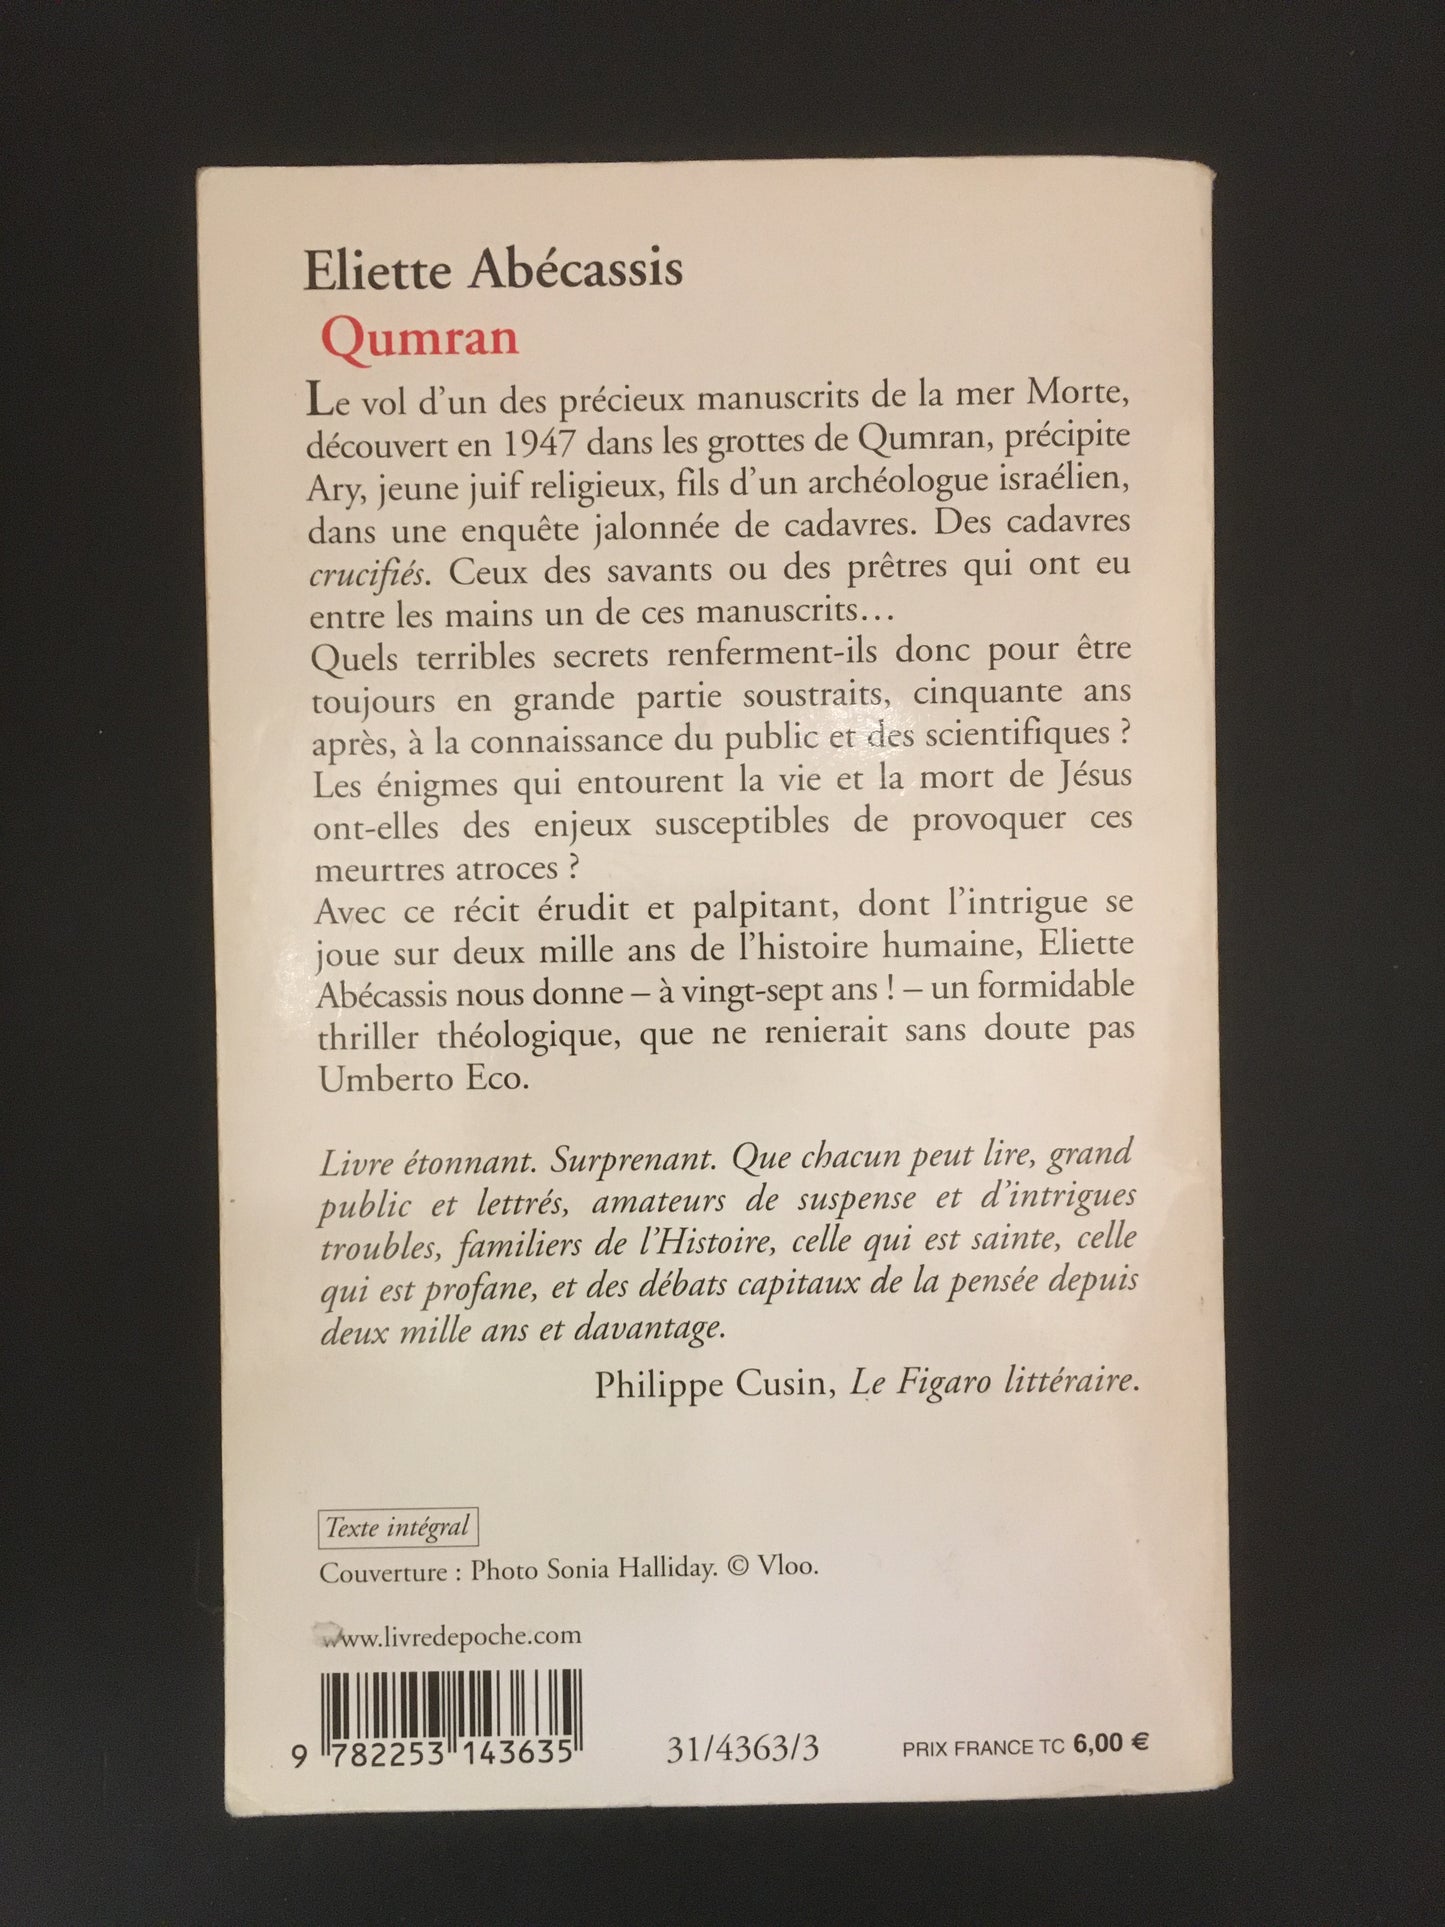 Eliette Abécassis
Qumran
Le vol d'un des précieux manuscrits de la mer Morte,
découvert en 1947 dans les grottes de Qumran, précipite
Ary, jeune juif religieux, fils d'un archéologue israélien,
dans une enquête jalonnée de cadavres. Des cadavres
crucifiés. Ceux des savants ou des prêtres qui ont eu
entre les mains un de ces manuscrits…
Quels terribles secrets renferment-ils donc pour être
toujours en grande partie soustraits, cinquante ans
après, à la connaissance du public et des scientifiques ?
Les énigmes qui entourent la vie et la mort de Jésus
ont-elles des enjeux susceptibles de provoquer ces
meurtres atroces ?
Avec ce récit érudit et palpitant, dont l'intrigue se
joue sur deux mille ans de l'histoire humaine, Eliette
Abécassis nous donne – à vingt-sept ans ! – un formidable
thriller théologique, que ne renierait sans doute pas
Umberto Eco.
Livre étonnant. Surprenant. Que chacun peut lire, grand
public et lettrés, amateurs de suspense et d'intrigues
troubles, familiers de l'Histoire, celle qui est sainte, celle
qui est profane, et des débats capitaux de la pensée depuis
deux mille ans et davantage.
Philippe Cusin, Le Figaro littéraire.
Texte intégral
Couverture : Photo Sonia Halliday. © Vloo.
www.livredepoche.com
9 782253 143635
31/4363/3
PRIX FRANCE TC 6,00 €